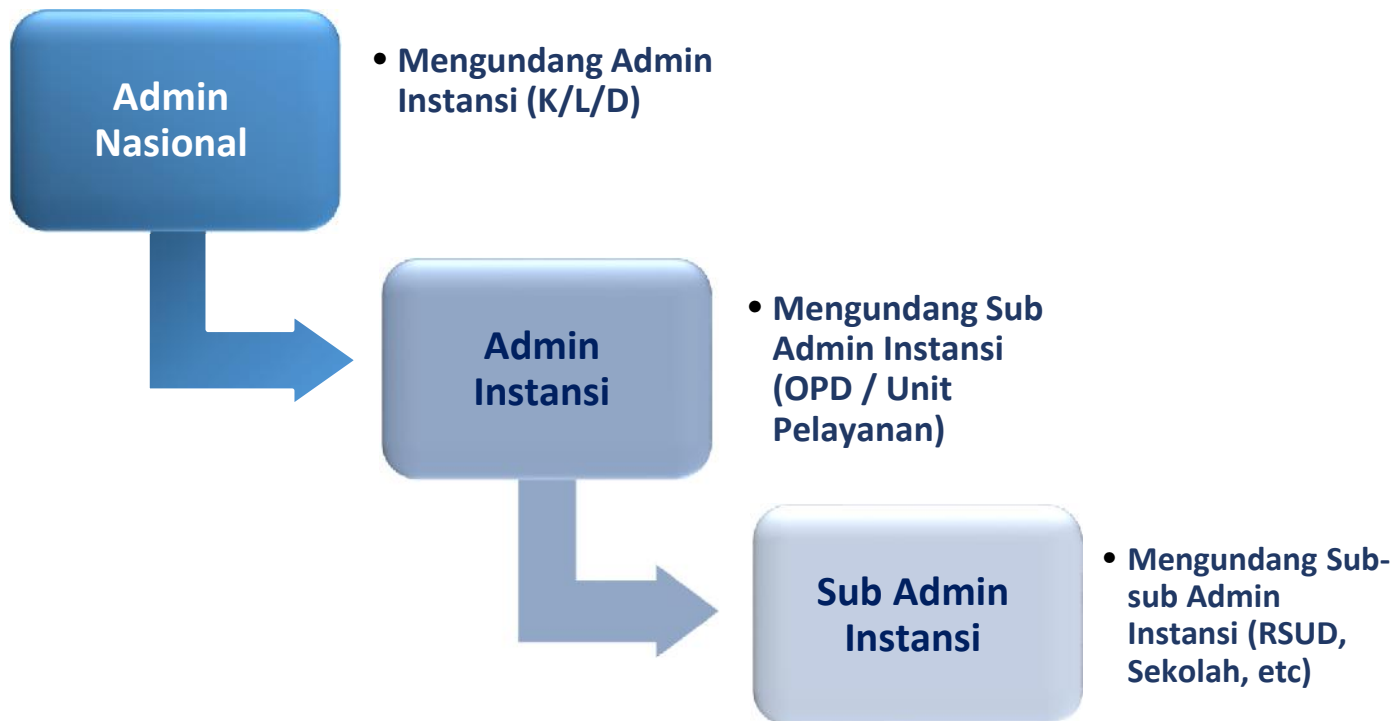 Admin
Nasional
• Mengundang Admin
Instansi (K/L/D)
Admin
Instansi
• Mengundang Sub
Admin Instansi
(OPD / Unit
Pelayanan)
Sub Admin
Instansi
• Mengundang Sub-
sub Admin
Instansi (RSUD,
Sekolah, etc)